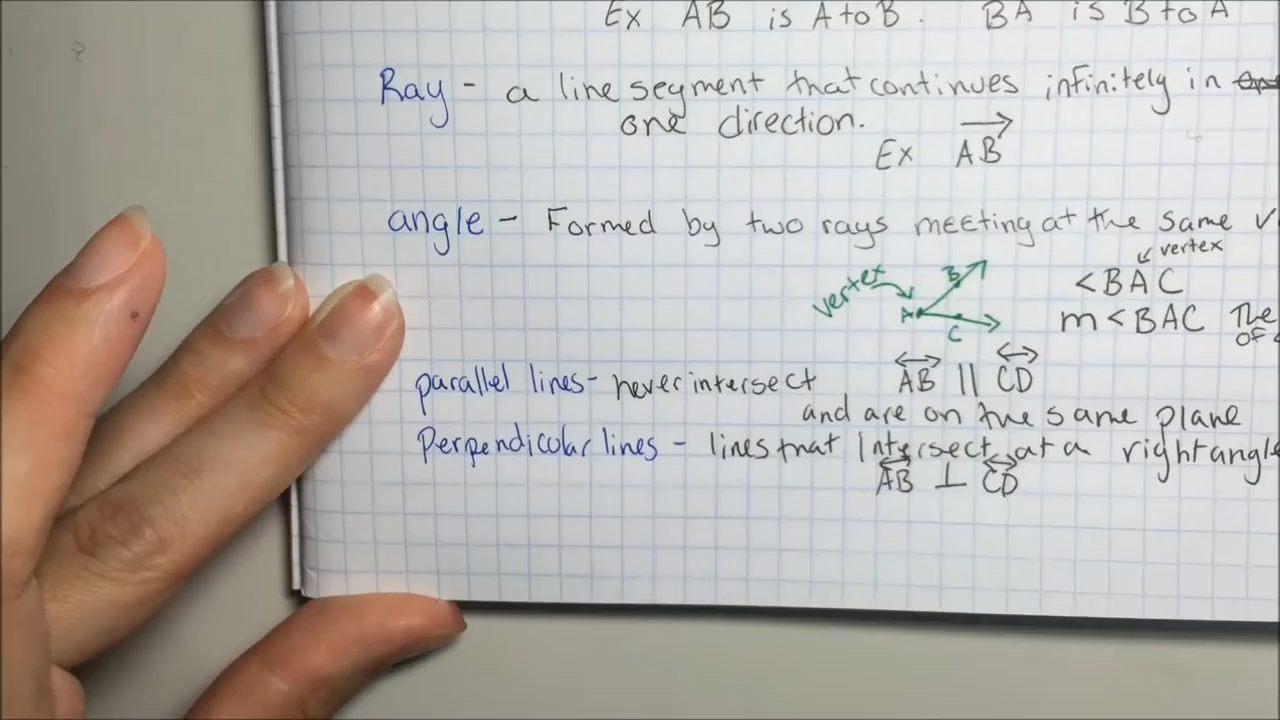 Ex AB is A to B. BA is B to A
Ray - a line segment that continues infinitely in
one direction.
Ex AB
angle - Formed by two rays meeting at the same
vertex
vertex
B
<BAC
A
C
m<BAC The
of
parallel lines - never intersect AB || CD
and are on the same plane
Perpendicular lines - lines that Intersect at a right angle
AB ⊥ CD